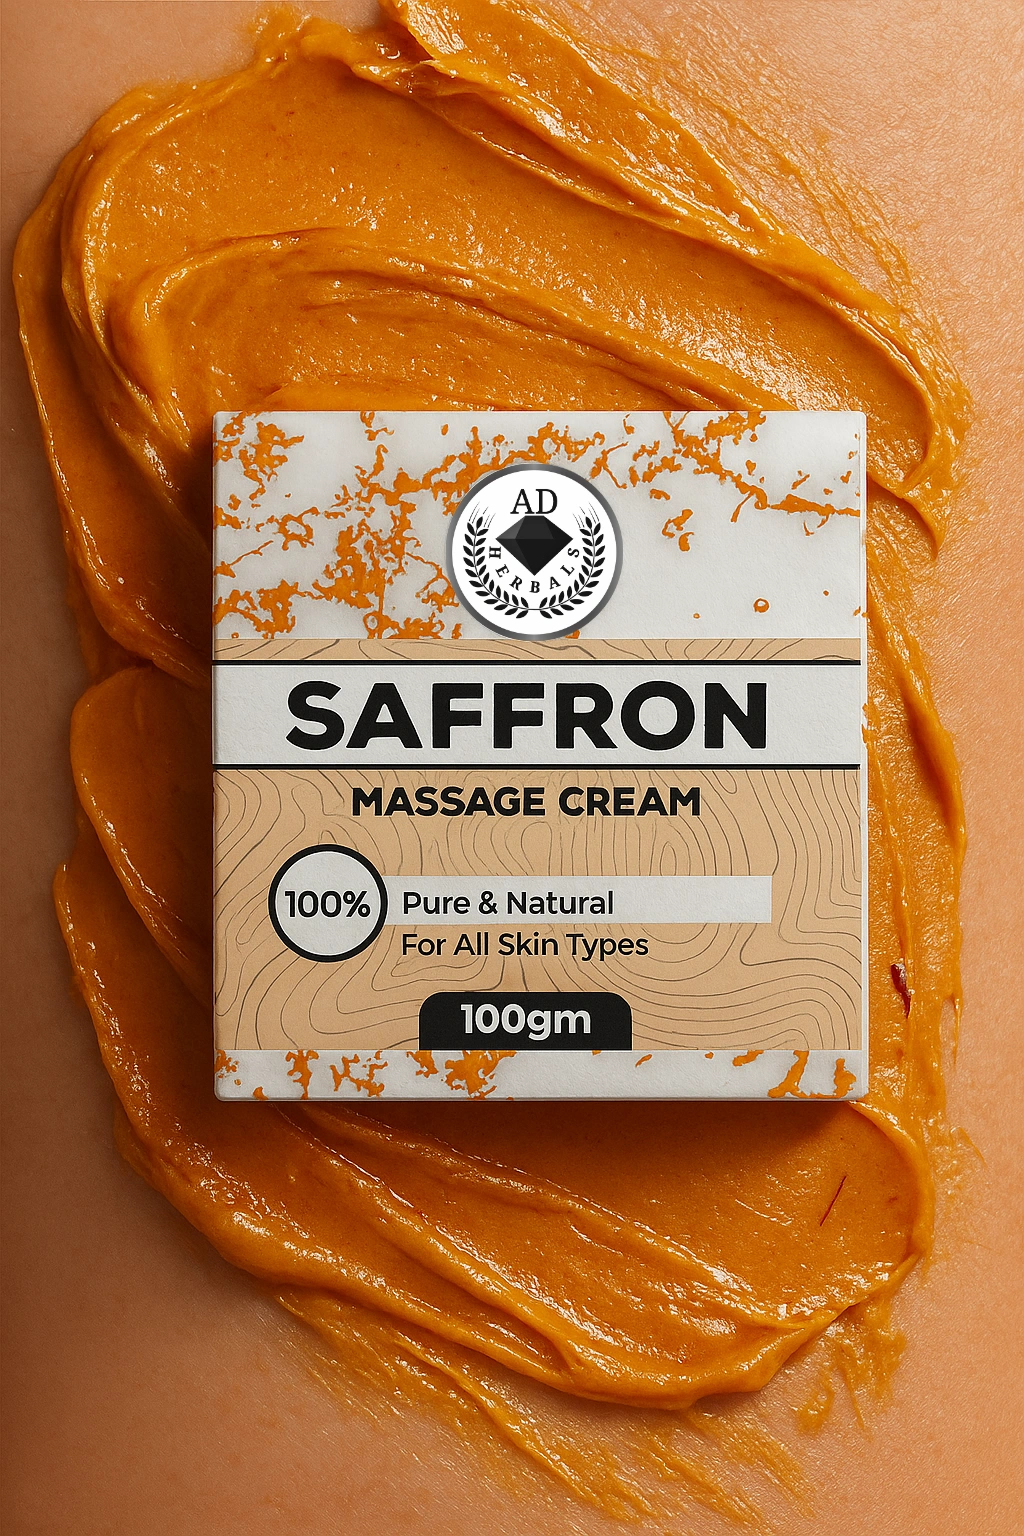 AD
HERBALS
SAFFRON
MASSAGE CREAM
100%
Pure & Natural
For All Skin Types
100gm